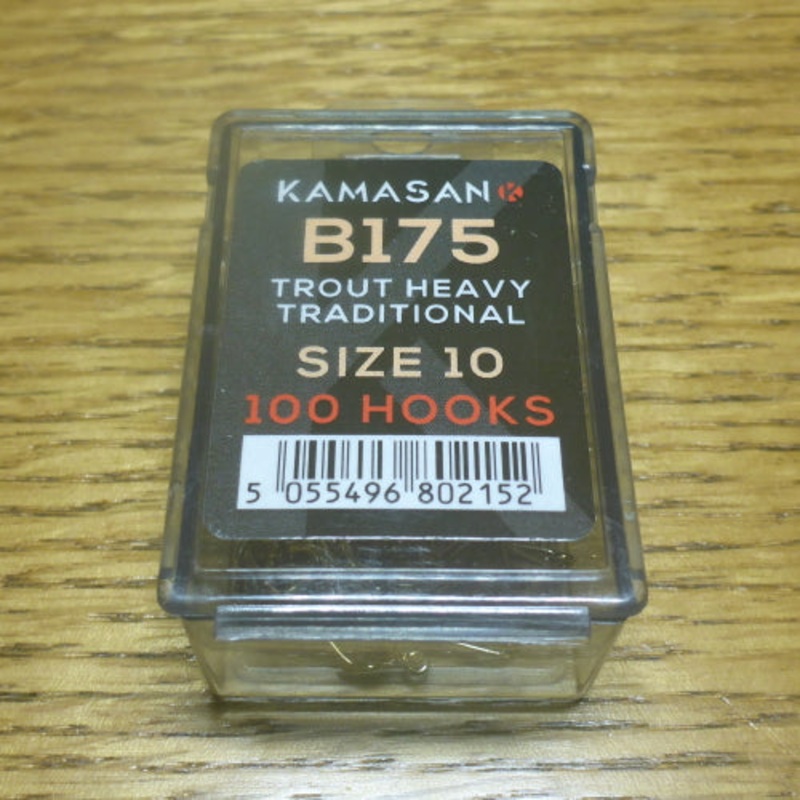 KAMASAN
B175
TROUT HEAVY
TRADITIONAL
SIZE 10
100 HOOKS
5 055496 802152